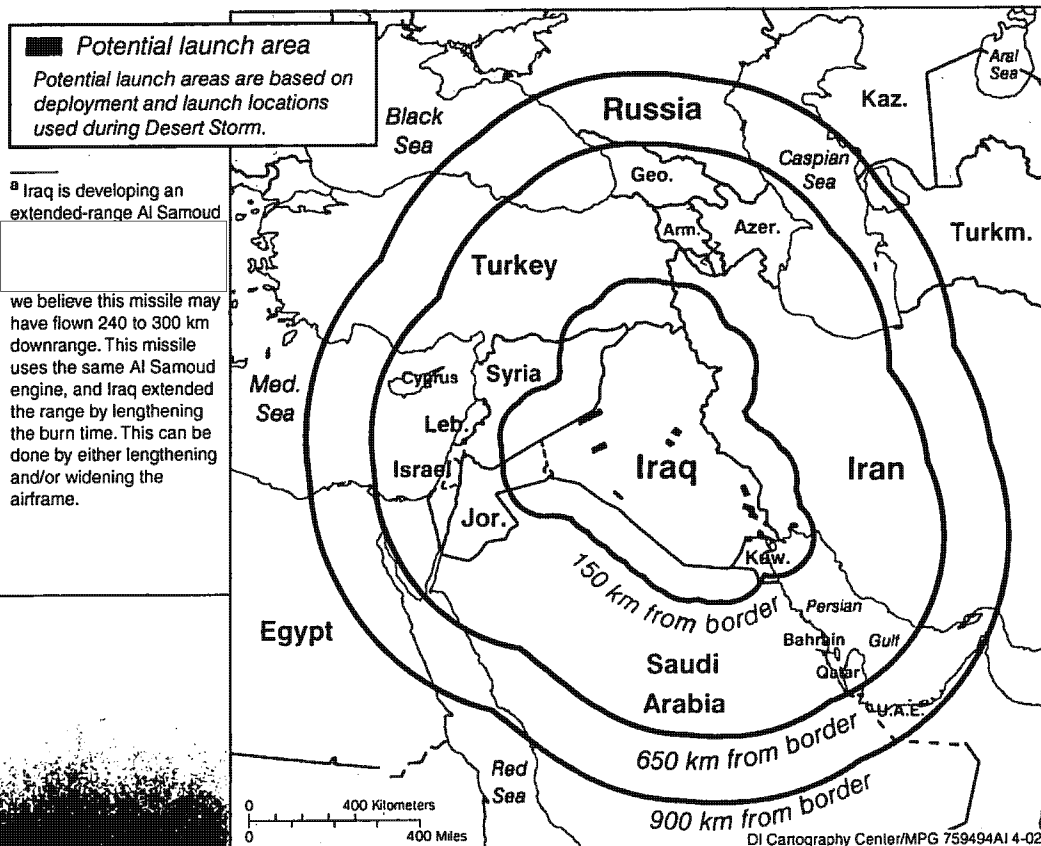 Potential launch area
Potential launch areas are based on
deployment and launch locations
used during Desert Storm.
a Iraq is developing an
extended-range Al Samoud
we believe this missile may
have flown 240 to 300 km
downrange. This missile
uses the same Al Samoud
engine, and Iraq extended
the range by lengthening
the burn time. This can be
done by either lengthening
and/or widening the
airframe.
Black
Sea
Russia
Kaz.
Aral
Sea
Caspian
Sea
Geo.
Arm.
Azer.
Turkm.
Turkey
Cyprus
Syria
Med.
Sea
Leb.
Israel
Iraq
Iran
Jor.
Kuw.
150 km from border
Persian
Gulf
Egypt
Bahrain
Qatar
Saudi
Arabia
U.A.E.
650 km from border
Red
Sea
900 km from border
0 400 Kilometers
0 400 Miles
DI Cartography Center/MPG 759494AI 4-02